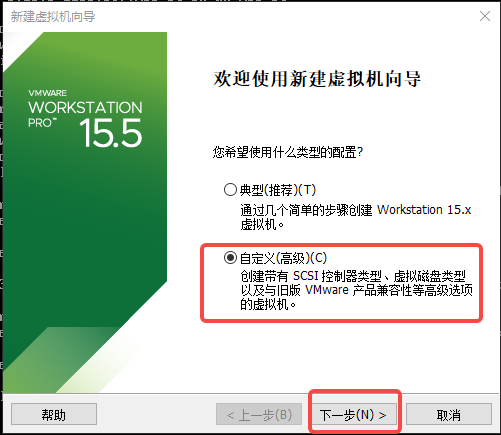 新建虚拟机向导
VMWARE
WORKSTATION
PRO™
15.5
欢迎使用新建虚拟机向导
您希望使用什么类型的配置?
典型(推荐)(T)
通过几个简单的步骤创建 Workstation 15.x
虚拟机。
自定义(高级)(C)
创建带有 SCSI 控制器类型、虚拟磁盘类型
以及与旧版 VMware 产品兼容性等高级选项
的虚拟机。
帮助
< 上一步(B)
下一步(N) >
取消